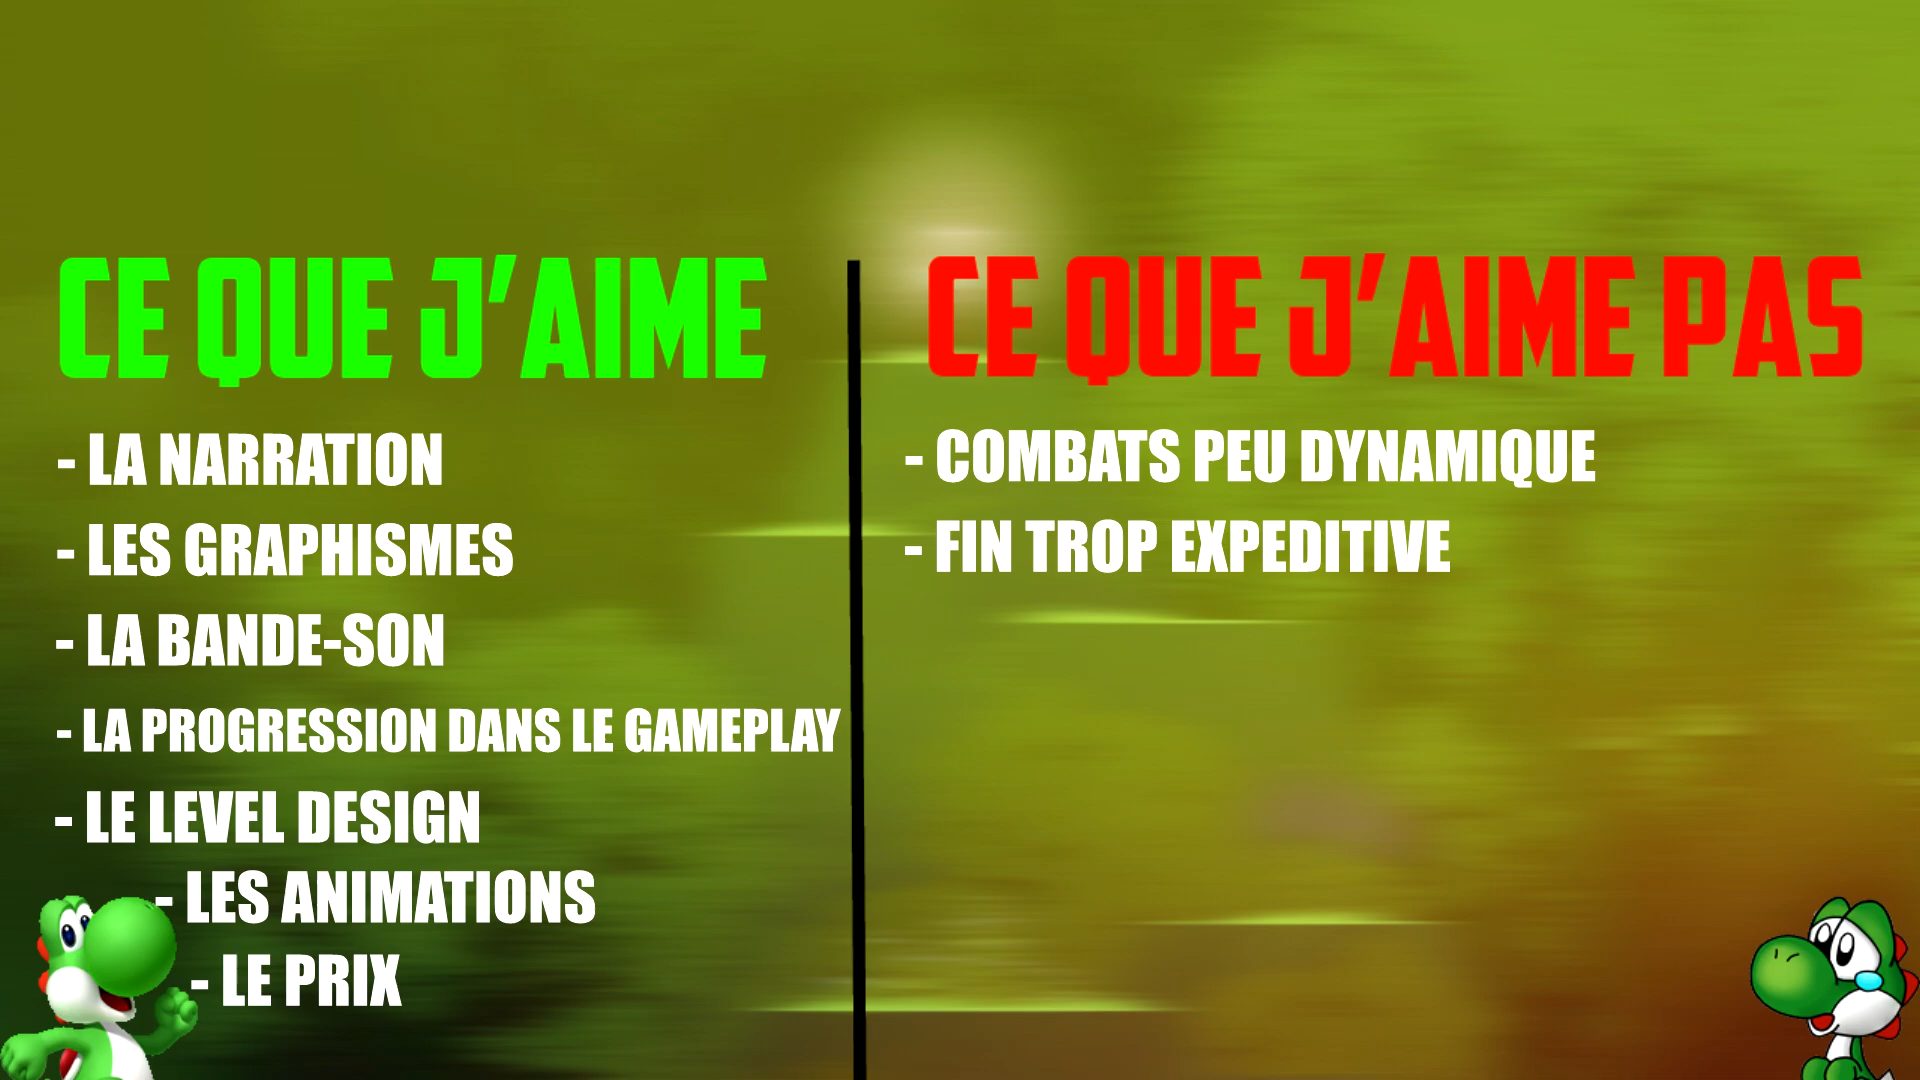 CE QUE J'AIME
- LA NARRATION
- LES GRAPHISMES
- LA BANDE-SON
- LA PROGRESSION DANS LE GAMEPLAY
- LE LEVEL DESIGN
- LES ANIMATIONS
- LE PRIX
CE QUE J'AIME PAS
- COMBATS PEU DYNAMIQUE
- FIN TROP EXPEDITIVE